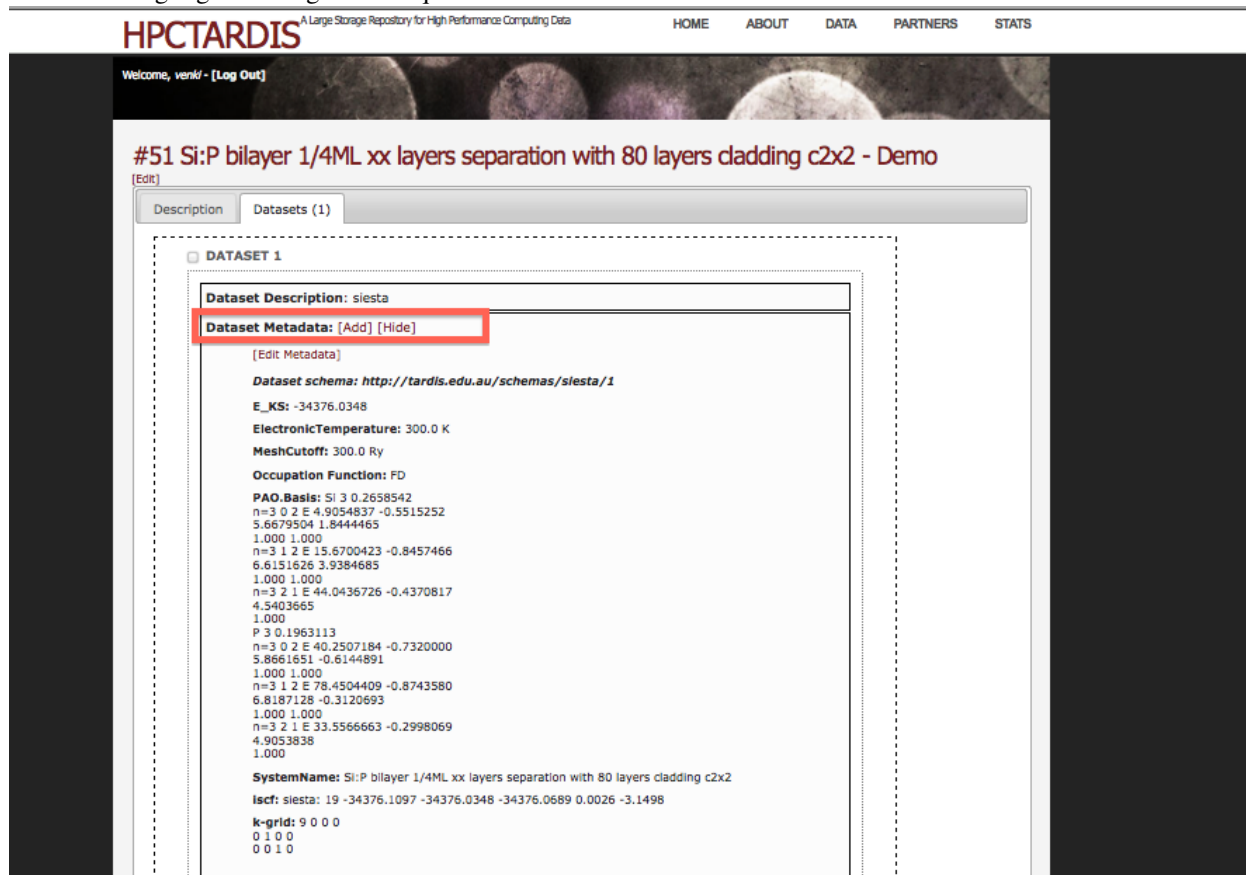 HPCTARDIS A Large Storage Repository for High Performance Computing Data HOME ABOUT DATA PARTNERS STATS
Welcome, venki - [Log Out]
#51 Si:P bilayer 1/4ML xx layers separation with 80 layers cladding c2x2 - Demo
[Edit]
Description Datasets (1)
DATASET 1
Dataset Description: siesta
Dataset Metadata: [Add] [Hide]
[Edit Metadata]
Dataset schema: http://tardis.edu.au/schemas/siesta/1
E_KS: -34376.0348
ElectronicTemperature: 300.0 K
MeshCutoff: 300.0 Ry
Occupation Function: FD
PAO.Basis: Si 3 0.2658542
n=3 0 2 E 4.9054837 -0.5515252
5.6679504 1.8444465
1.000 1.000
n=3 1 2 E 15.6700423 -0.8457466
6.6151626 3.9384685
1.000 1.000
n=3 2 1 E 44.0436726 -0.4370817
4.5403665
1.000
P 3 0.1963113
n=3 0 2 E 40.2507184 -0.7320000
5.8661651 -0.6144891
1.000 1.000
n=3 1 2 E 78.4504409 -0.8743580
6.8187128 -0.3120693
1.000 1.000
n=3 2 1 E 33.5566663 -0.2998069
4.9053838
1.000
SystemName: Si:P bilayer 1/4ML xx layers separation with 80 layers cladding c2x2
iscf: siesta: 19 -34376.1097 -34376.0348 -34376.0689 0.0026 -3.1498
k-grid: 9 0 0 0
0 1 0 0
0 0 1 0